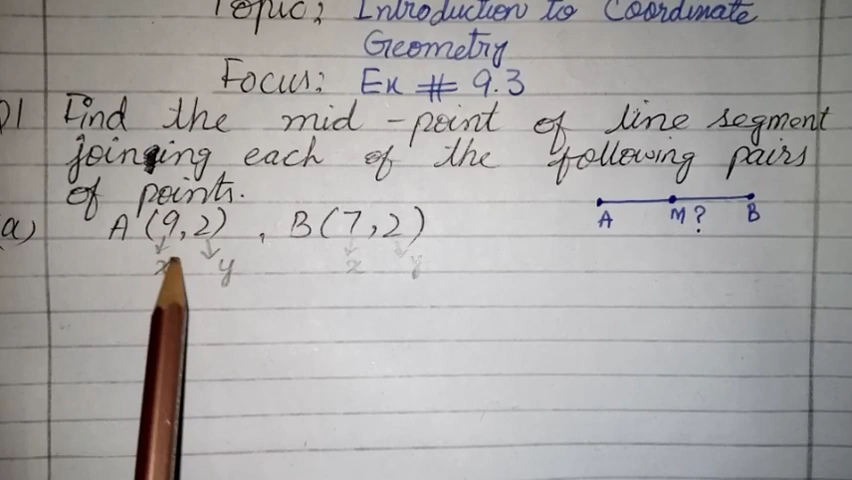 Topic: Introduction to Coordinate
Geometry
Focus: Ex # 9.3
Q1 Find the mid-point of line segment
joining each of the following pairs
of points.
(a) A (9,2) , B(7,2)
A M? B
x y x y